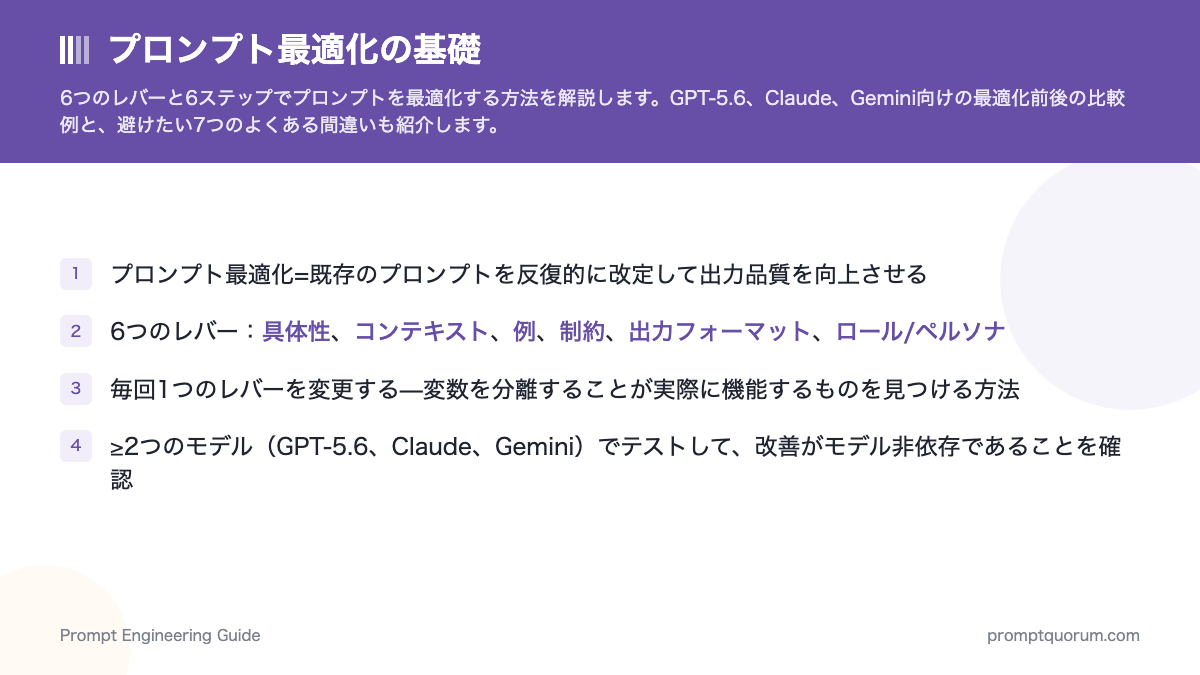 プロンプト最適化の基礎
6つのレバーと6ステップでプロンプトを最適化する方法を解説します。GPT-5.6、Claude、Gemini向けの最適化前後の比較
例と、避けたい7つのよくある間違いも紹介します。
1 プロンプト最適化=既存のプロンプトを反復的に改定して出力品質を向上させる
2 6つのレバー：具体性、コンテキスト、例、制約、出力フォーマット、ロール/ペルソナ
3 毎回1つのレバーを変更する—変数を分離することが実際に機能するものを見つける方法
4 ≥2つのモデル（GPT-5.6、Claude、Gemini）でテストして、改善がモデル非依存であることを確
認
Prompt Engineering Guide
promptquorum.com